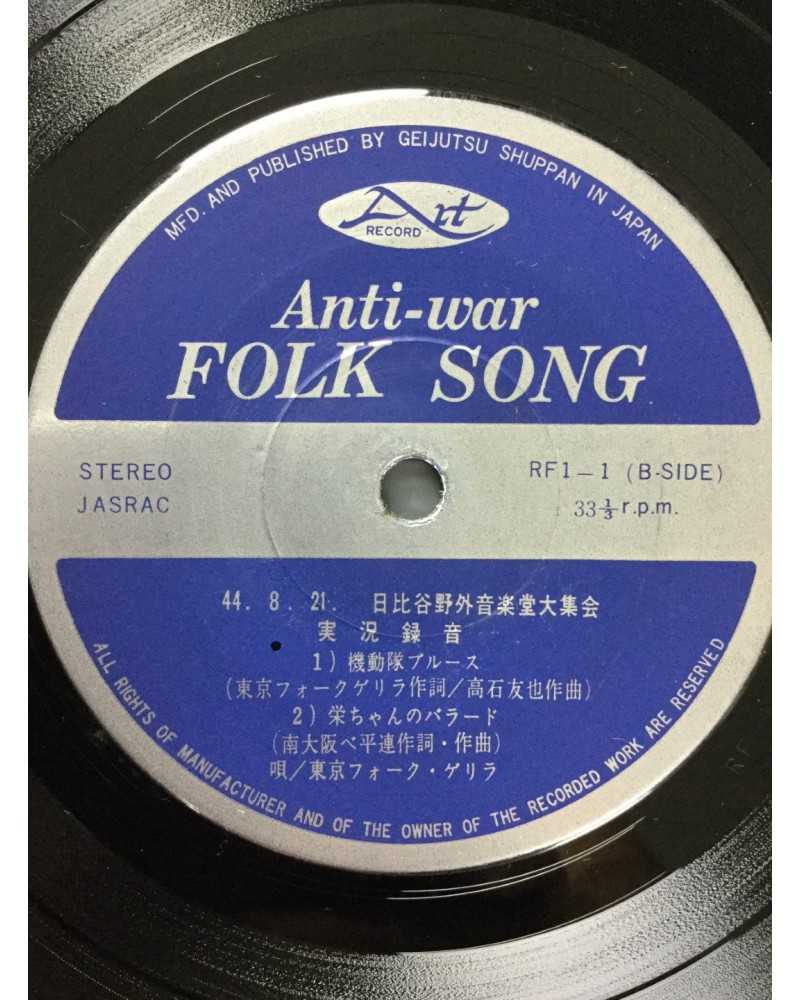 MFD. AND PUBLISHED BY GEIJUTSU SHUPPAN IN JAPAN
Art
RECORD
Anti-war
FOLK SONG
STEREO
JASRAC
RF1-1 (B-SIDE)
33⅓ r.p.m.
44. 8. 21. 日比谷野外音楽堂大集会
実況録音
1) 機動隊ブルース
(東京フォークゲリラ作詞/高石友也作曲)
2) 栄ちゃんのバラード
(南大阪ベ平連作詞・作曲)
唄/東京フォーク・ゲリラ
ALL RIGHTS OF MANUFACTURER AND OF THE OWNER OF THE RECORDED WORK ARE RESERVED